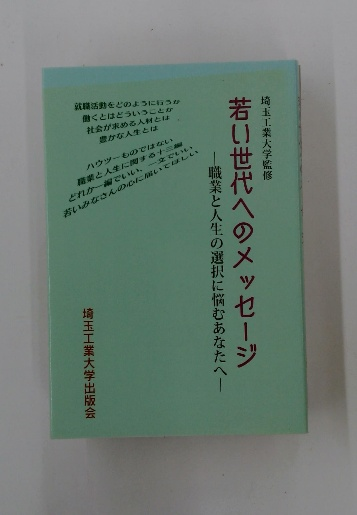 埼玉工業大学監修
若い世代へのメッセージ
―職業と人生の選択に悩むあなたへ―
就職活動をどのように行うか
働くとはどういうことか
社会が求める人材とは
豊かな人生とは
ハウツーものではない
職業と人生に関する十三編
どれか一編でいい、一文でいい
若いみなさんの心に届いてほしい
埼玉工業大学出版会